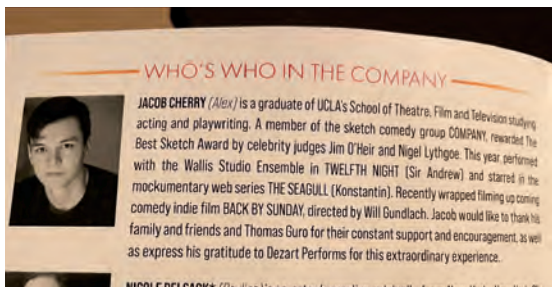 WHO'S WHO IN THE COMPANY
JACOB CHERRY (Alex) is a graduate of UCLA's School of Theatre, Film and Television studying
acting and playwriting. A member of the sketch comedy group COMPANY, rewarded The
Best Sketch Award by celebrity judges Jim O'Heir and Nigel Lythgoe. This year, performed
with the Wallis Studio Ensemble in TWELFTH NIGHT (Sir Andrew) and starred in the
mockumentary web series THE SEAGULL (Konstantin). Recently wrapped filming up coming
comedy indie film BACK BY SUNDAY, directed by Will Gundlach. Jacob would like to thank his
family and friends and Thomas Guro for their constant support and encouragement, as well
as express his gratitude to Dezart Performs for this extraordinary experience.